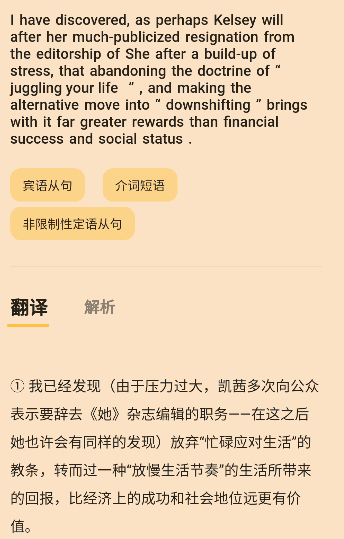 I have discovered, as perhaps Kelsey will
after her much-publicized resignation from
the editorship of She after a build-up of
stress, that abandoning the doctrine of “
juggling your life ” , and making the
alternative move into “ downshifting ” brings
with it far greater rewards than financial
success and social status .
宾语从句 介词短语
非限制性定语从句
翻译 解析
① 我已经发现（由于压力过大，凯茜多次向公众
表示要辞去《她》杂志编辑的职务——在这之后
她也许会有同样的发现）放弃“忙碌应对生活”的
教条，转而过一种“放慢生活节奏”的生活所带来
的回报，比经济上的成功和社会地位远更有价
值。